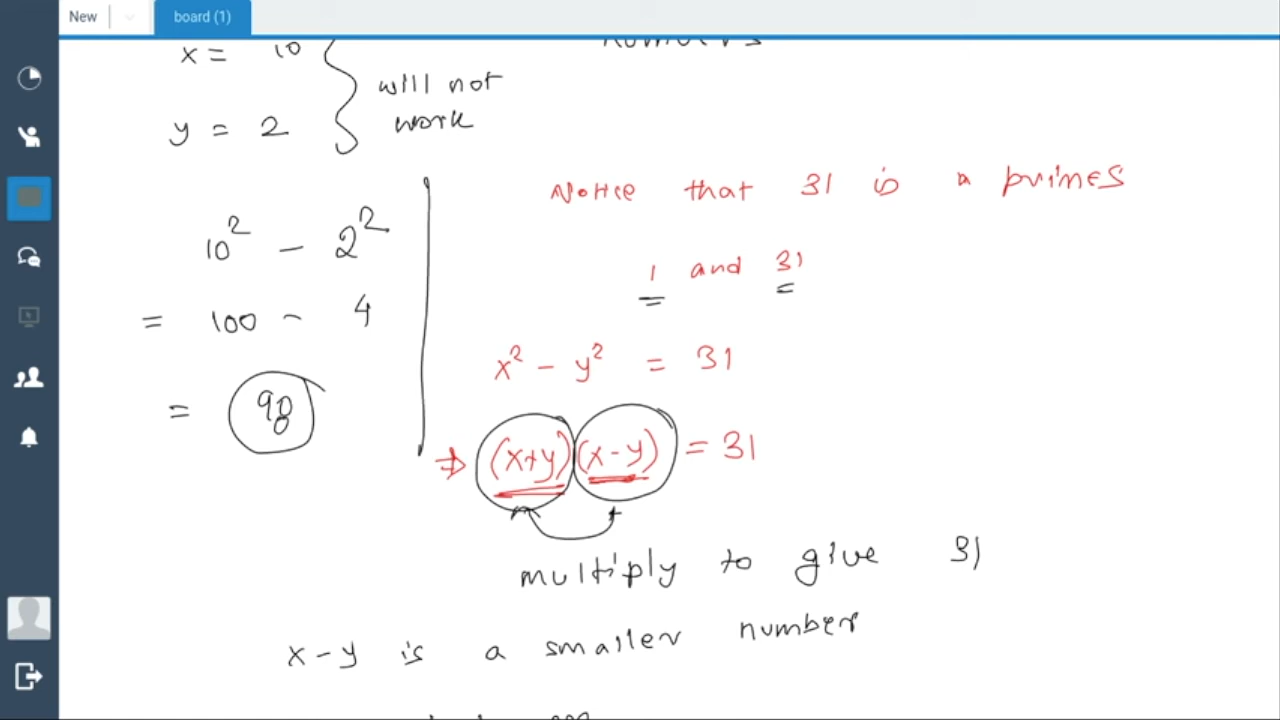 New
board (1)
x = 10
y = 2
will not
work
10² - 2²
= 100 - 4
= 98
Notice that 31 is a primes
1 and 31
x² - y² = 31
⇒ (x+y)(x-y) = 31
multiply to give 31
x-y is a smaller number